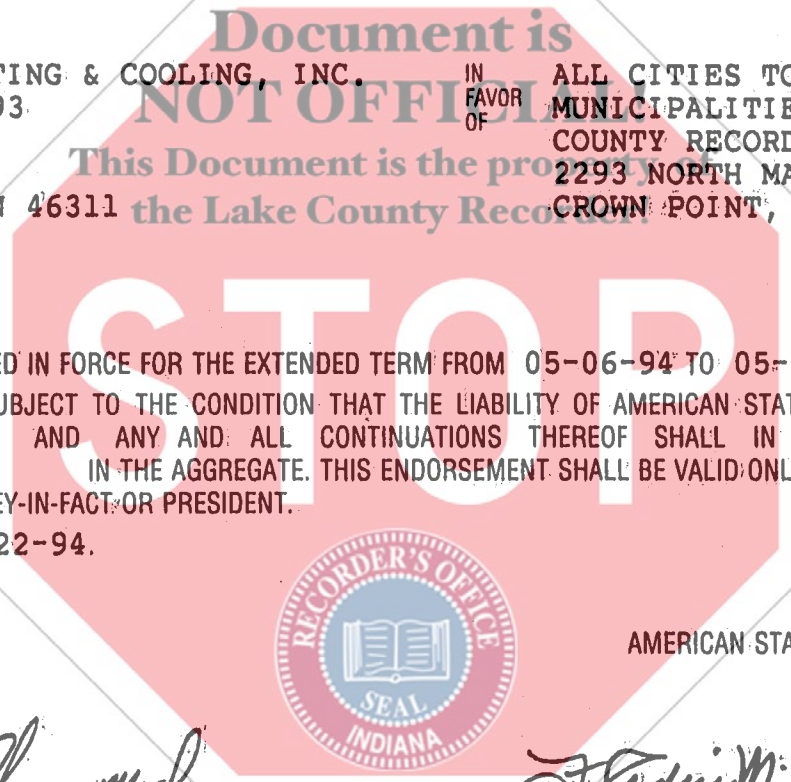 Document is
TING & COOLING, INC. IN FAVOR OF ALL CITIES TO
93 NOT OFFICIAL! MUNICIPALITIE
COUNTY RECORD
This Document is the property of
2293 NORTH MA
N 46311 the Lake County Recorder! CROWN POINT,
STOP
ED IN FORCE FOR THE EXTENDED TERM FROM 05-06-94 TO 05-
UBJECT TO THE CONDITION THAT THE LIABILITY OF AMERICAN STAT
AND ANY AND ALL CONTINUATIONS THEREOF SHALL IN
IN THE AGGREGATE. THIS ENDORSEMENT SHALL BE VALID ONL
EY-IN-FACT OR PRESIDENT.
22-94.
RECORDER'S OFFICE
SEAL
INDIANA
AMERICAN STA